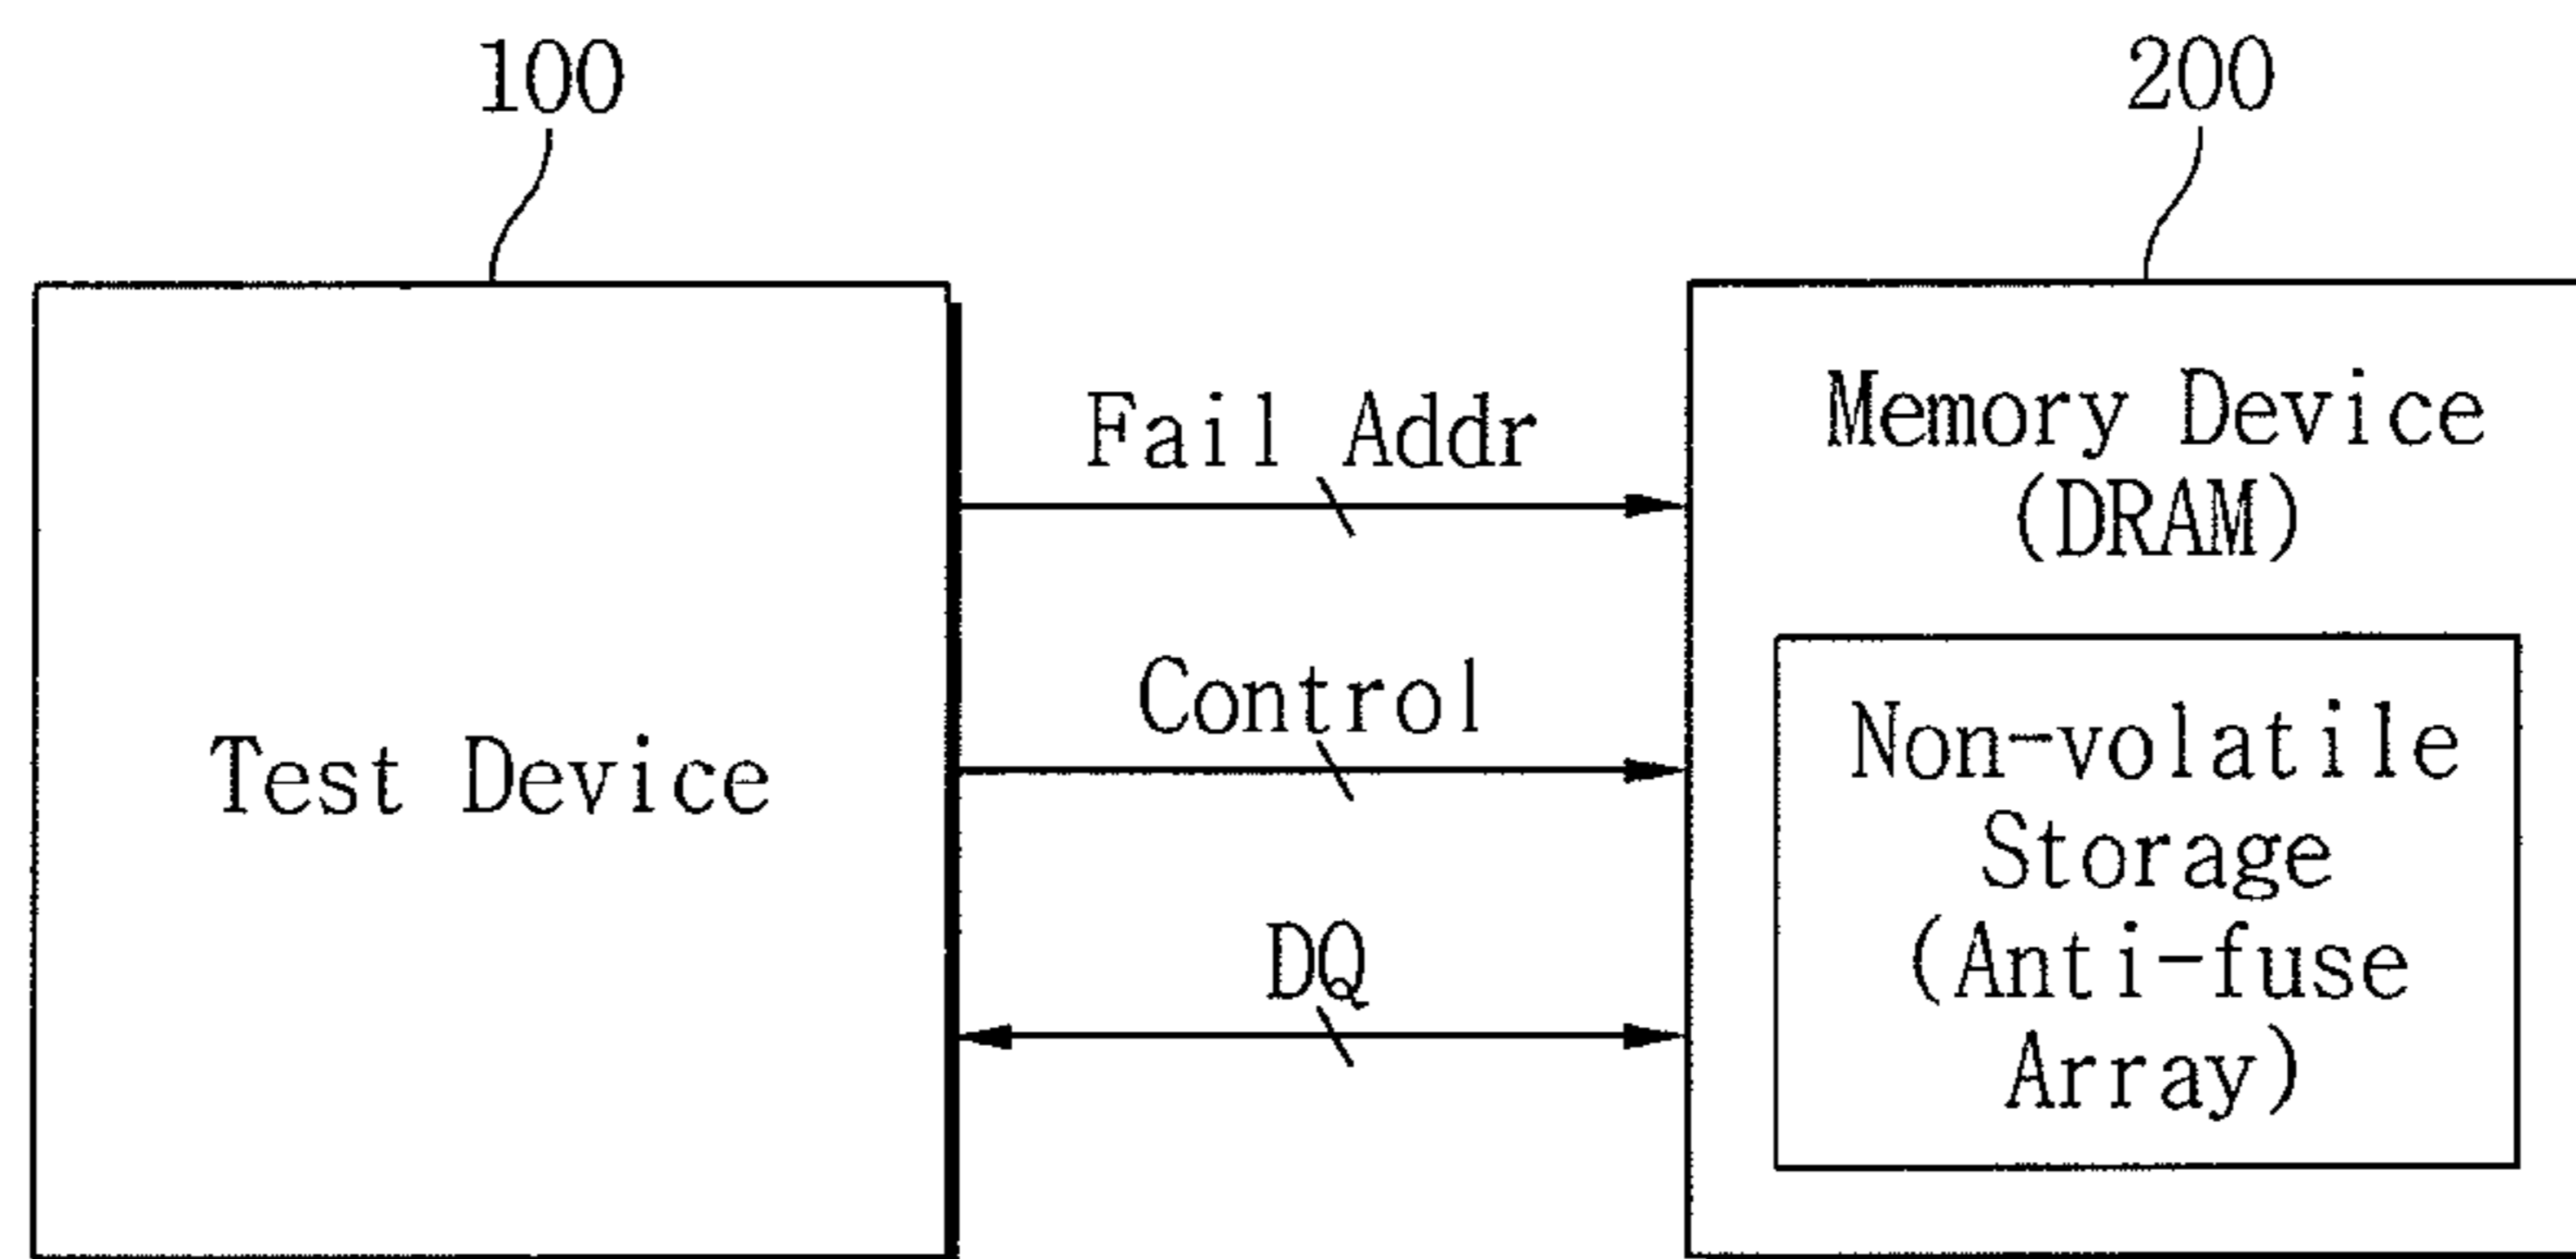 100
200
Test Device
Fail Addr
Control
DQ
Memory Device
(DRAM)
Non-volatile
Storage
(Anti-fuse
Array)